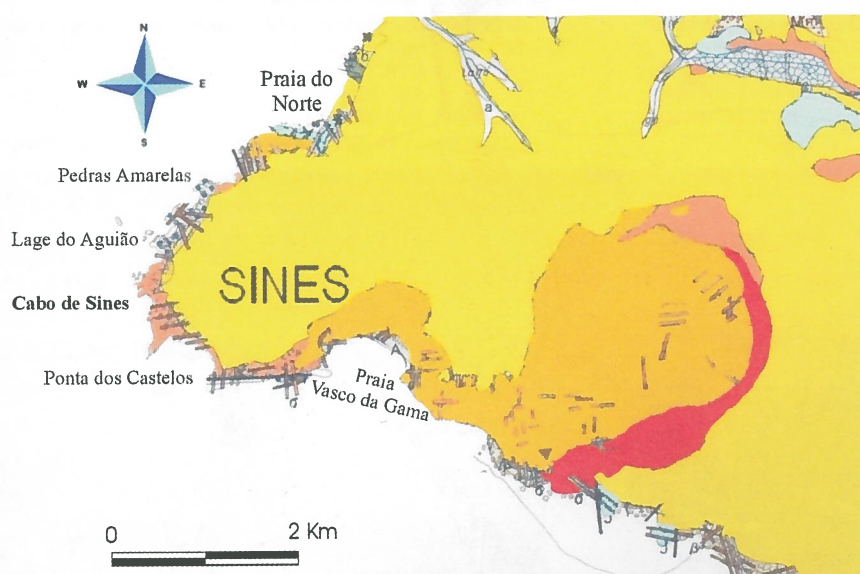 N
W
E
S
Praia do
Norte
Pedras Amarelas
Lage do Aguião
Cabo de Sines
SINES
Ponta dos Castelos
Praia
Vasco da Gama
a
A
J
J
β
0
2 Km